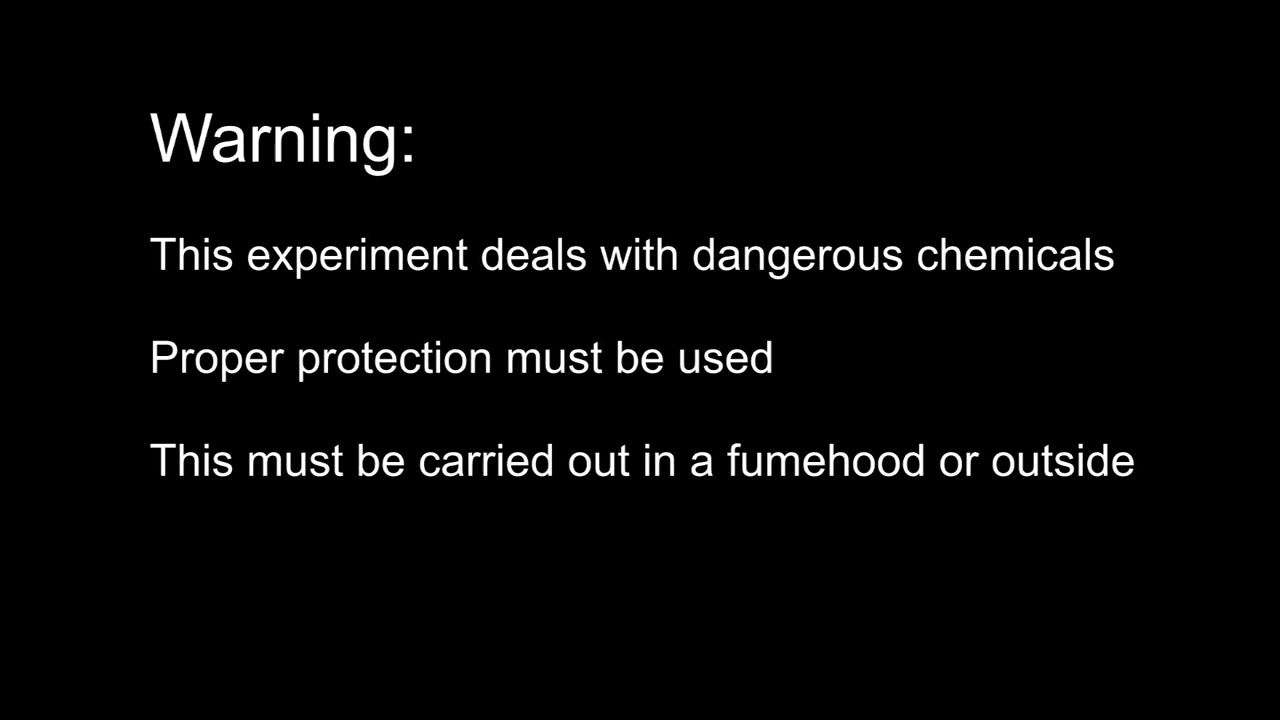 Warning:
This experiment deals with dangerous chemicals
Proper protection must be used
This must be carried out in a fumehood or outside